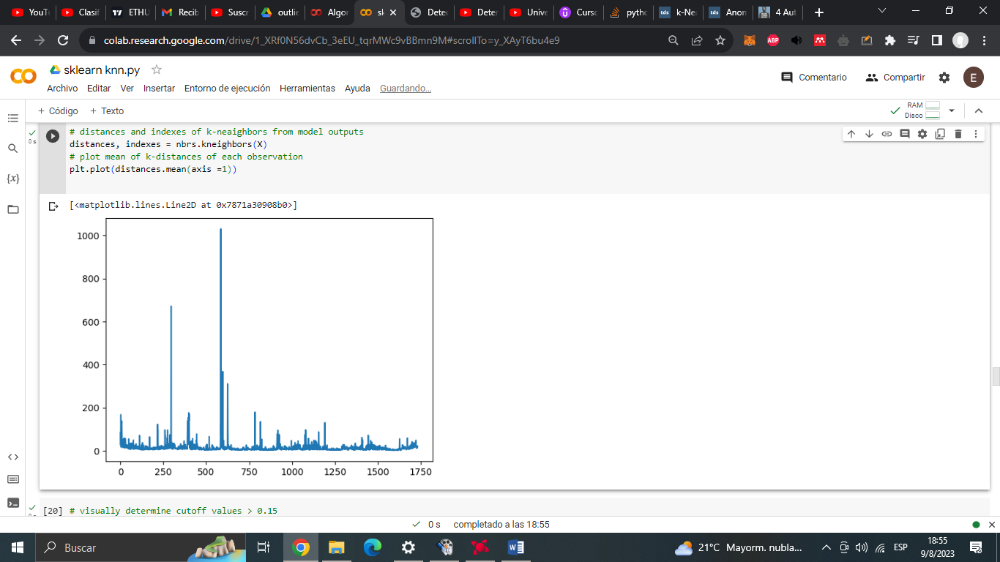 YouTu
Clasif
ETHU
Recib
Suscr
outlie
Algor
sk
Detec
Deter
Unive
Curso
pytho
k-Nea
Anon
4 Aut
colab.research.google.com/drive/1_XRf0N56dvCb_3eEU_tqrMWc9vBBmn9M#scrollTo=y_XAyT6bu4e9
sklearn knn.py
Comentario
Compartir
E
Archivo Editar Ver Insertar Entorno de ejecución Herramientas Ayuda Guardando...
+ Código + Texto
RAM
Disco
0 s
# distances and indexes of k-neaighbors from model outputs
distances, indexes = nbrs.kneighbors(X)
# plot mean of k-distances of each observation
plt.plot(distances.mean(axis =1))
[<matplotlib.lines.Line2D at 0x7871a30908b0>]
1000
800
600
400
200
0
0 250 500 750 1000 1250 1500 1750
[20] # visually determine cutoff values > 0.15
0 s completado a las 18:55
Buscar
21°C Mayorm. nubla...
ESP
18:55
9/8/2023